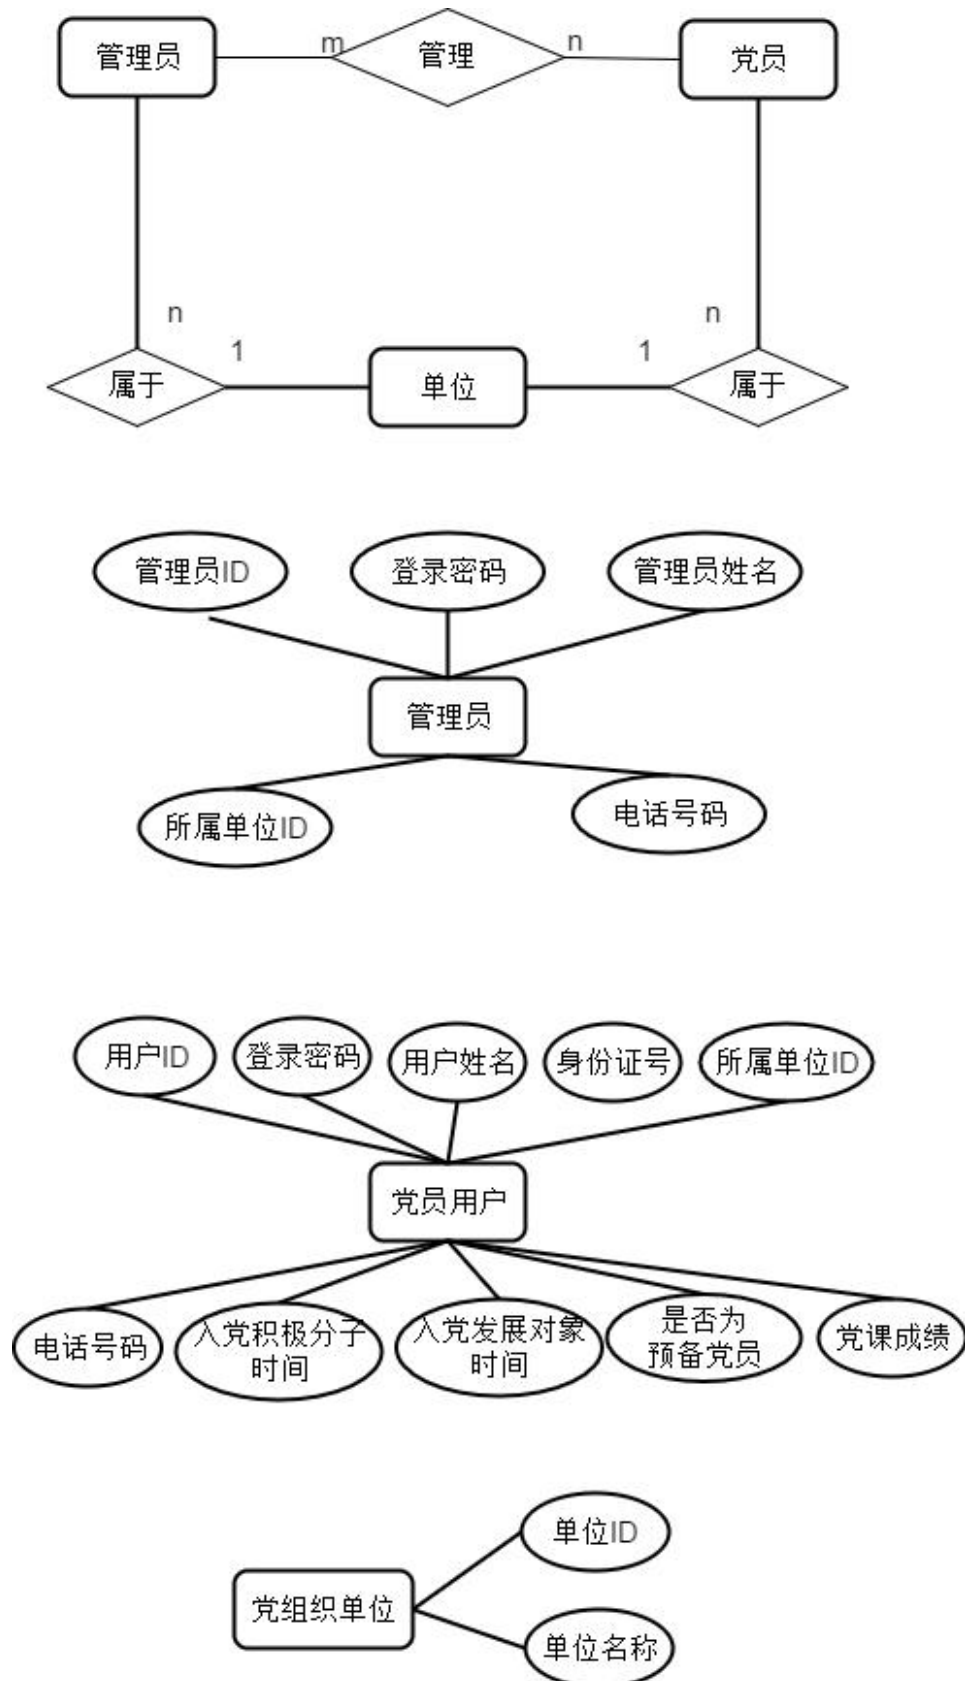 管理员
m
管理
n
党员
n
n
1
1
属于
单位
属于
管理员ID
登录密码
管理员姓名
管理员
所属单位ID
电话号码
用户ID
登录密码
用户姓名
身份证号
所属单位ID
党员用户
电话号码
入党积极分子
时间
入党发展对象
时间
是否为
预备党员
党课成绩
单位ID
党组织单位
单位名称